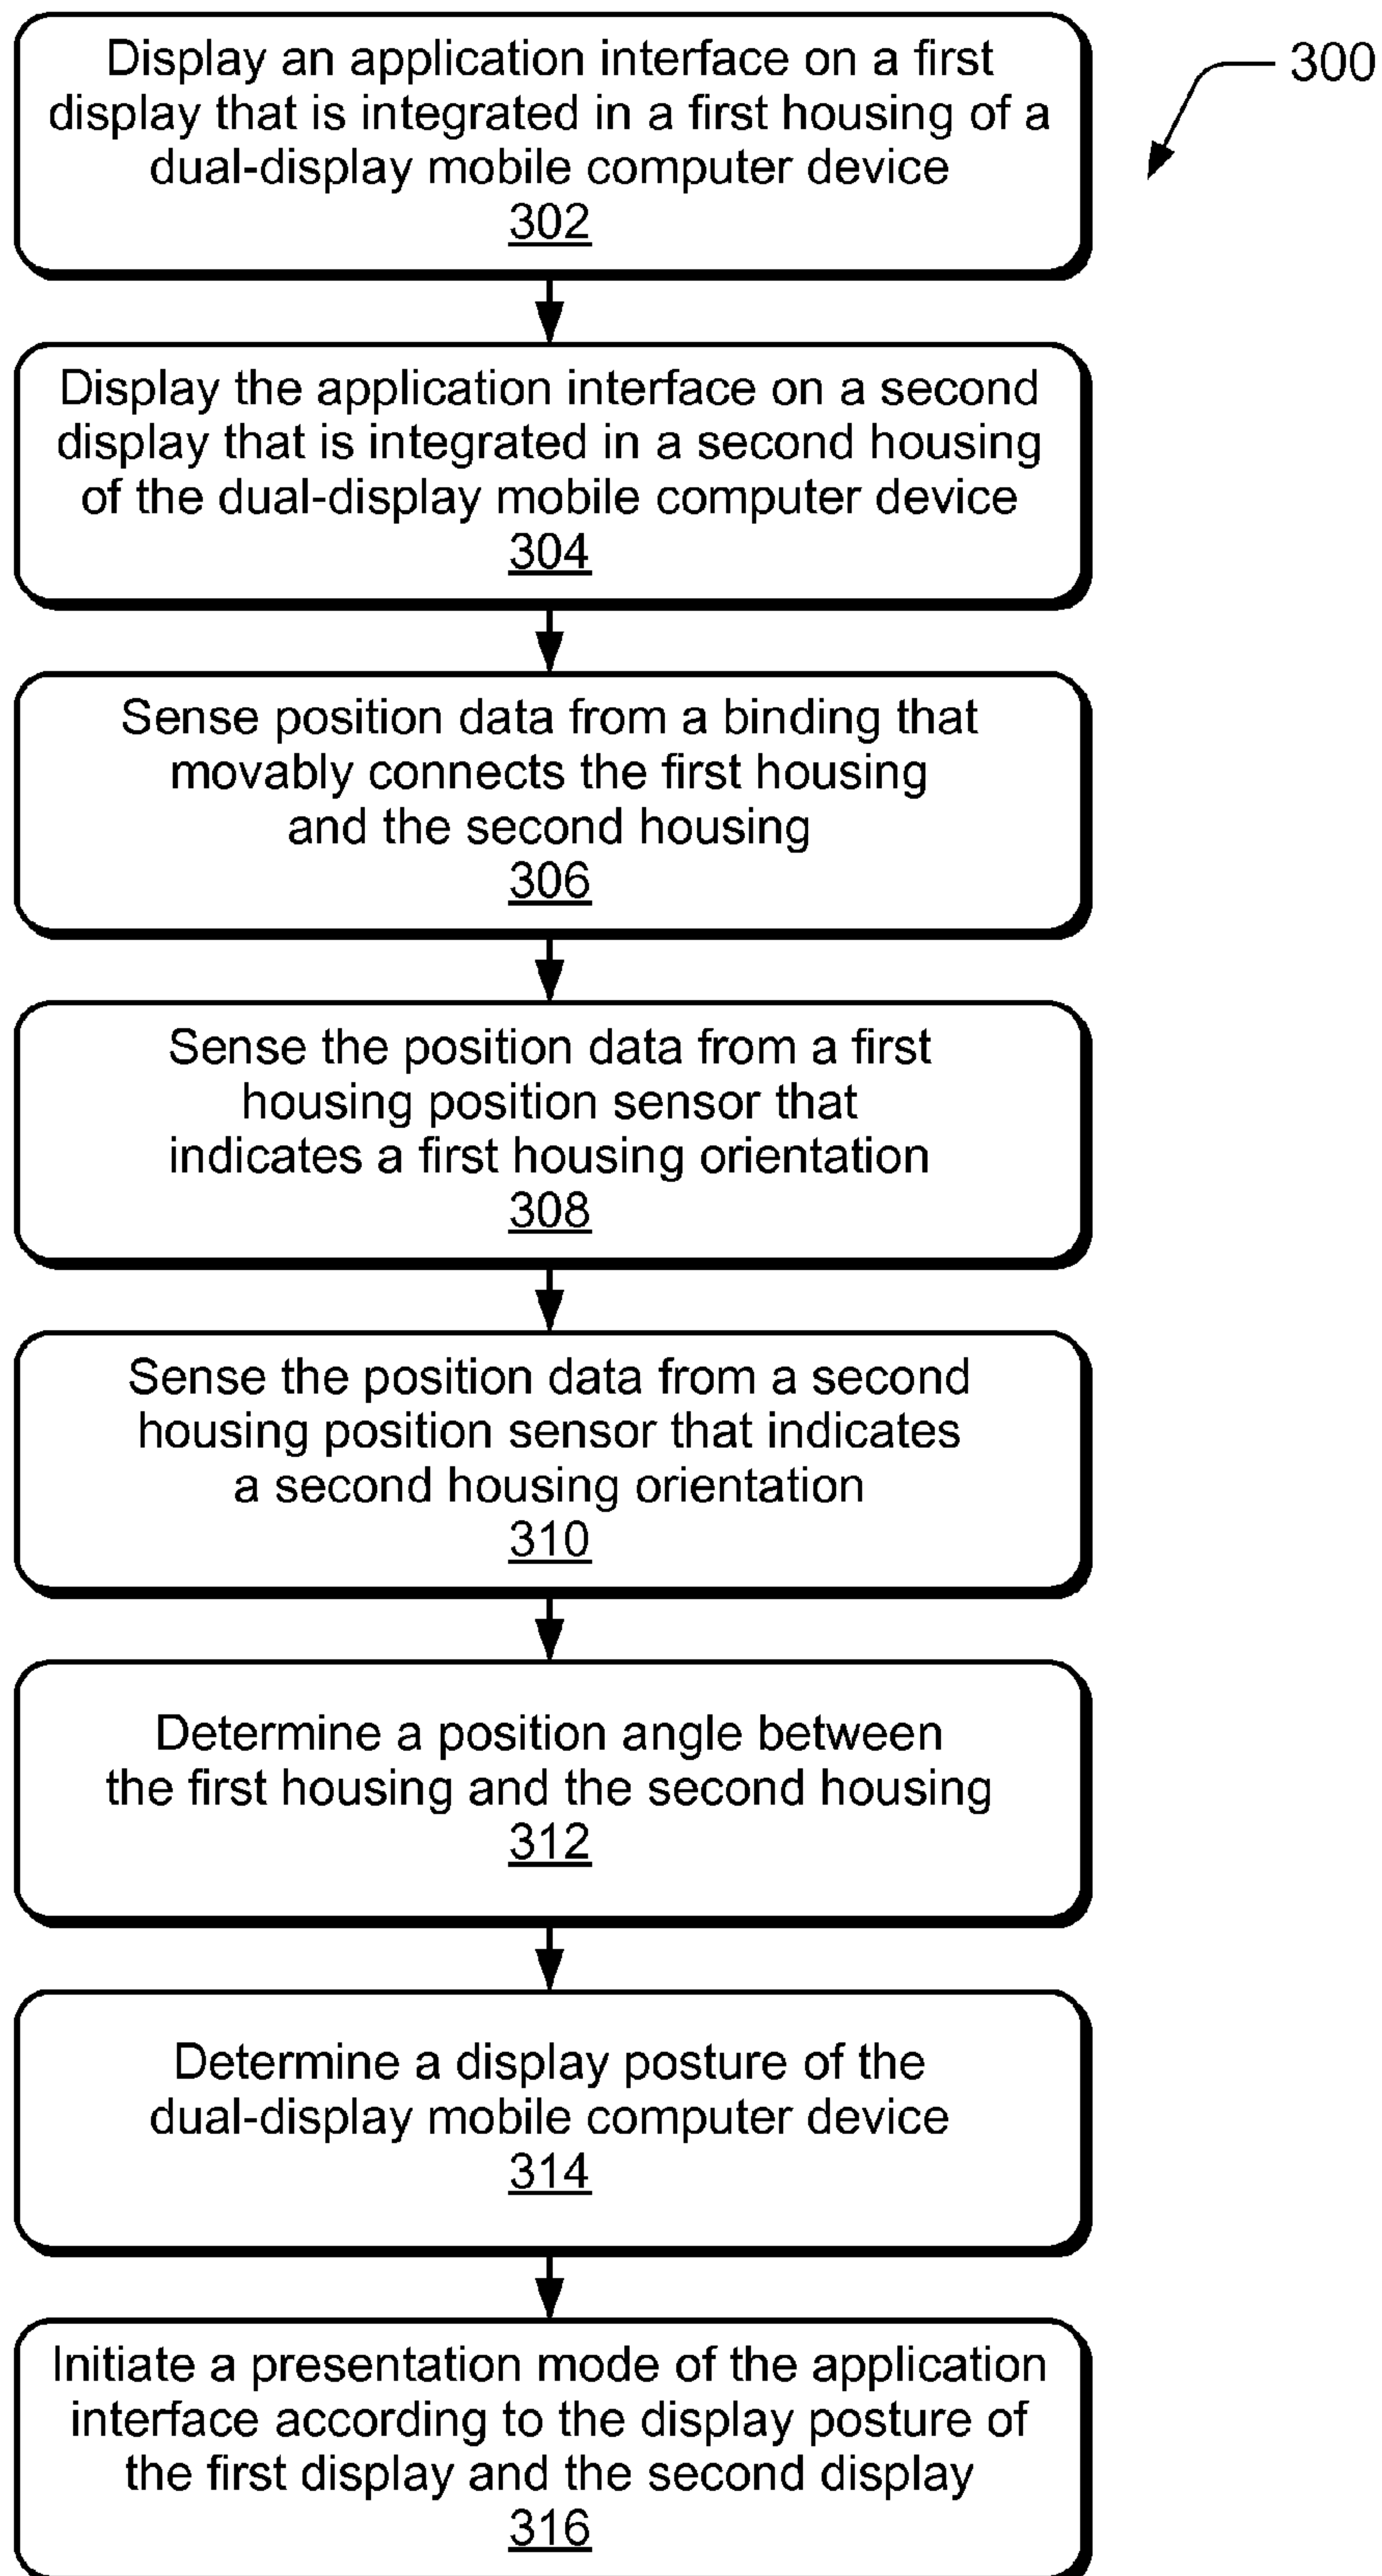 Display an application interface on a first
display that is integrated in a first housing of a
dual-display mobile computer device
302
300
Display the application interface on a second
display that is integrated in a second housing
of the dual-display mobile computer device
304
Sense position data from a binding that
movably connects the first housing
and the second housing
306
Sense the position data from a first
housing position sensor that
indicates a first housing orientation
308
Sense the position data from a second
housing position sensor that indicates
a second housing orientation
310
Determine a position angle between
the first housing and the second housing
312
Determine a display posture of the
dual-display mobile computer device
314
Initiate a presentation mode of the application
interface according to the display posture of
the first display and the second display
316